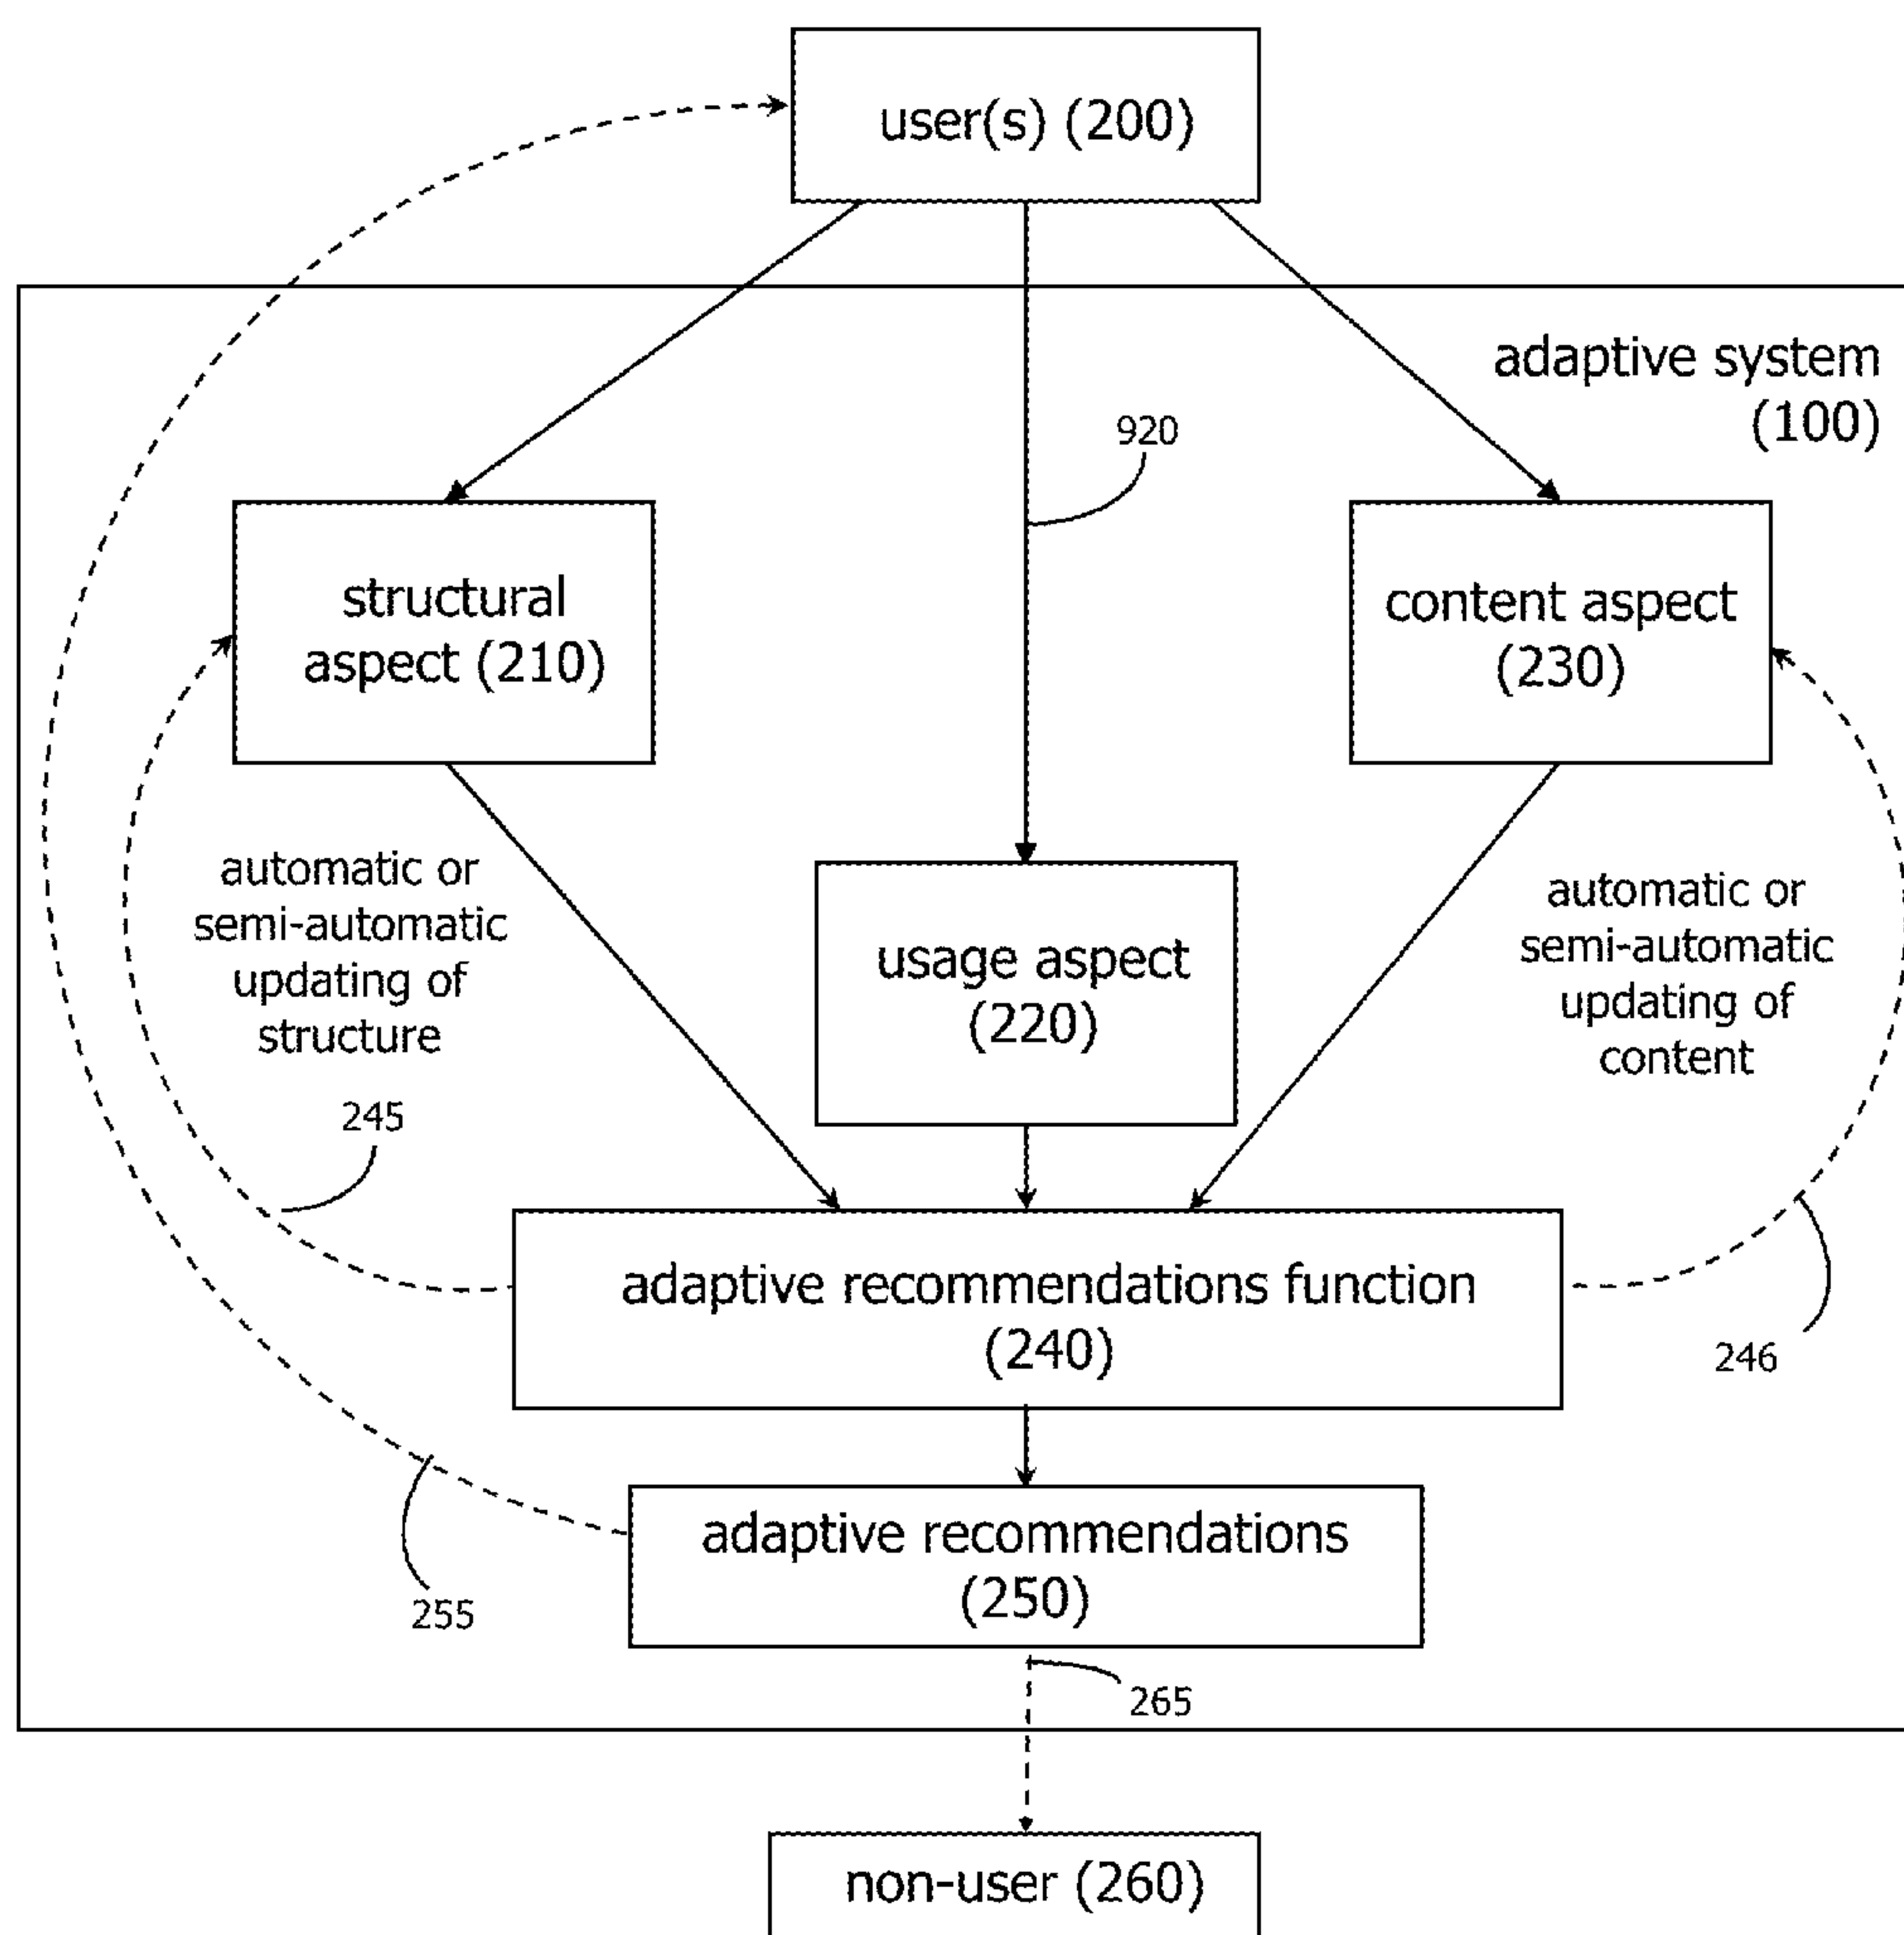 user(s) (200)
adaptive system
(100)
920
structural
aspect (210)
content aspect
(230)
automatic or
semi-automatic
updating of
structure
usage aspect
(220)
automatic or
semi-automatic
updating of
content
245
adaptive recommendations function
(240)
246
adaptive recommendations
(250)
255
265
non-user (260)